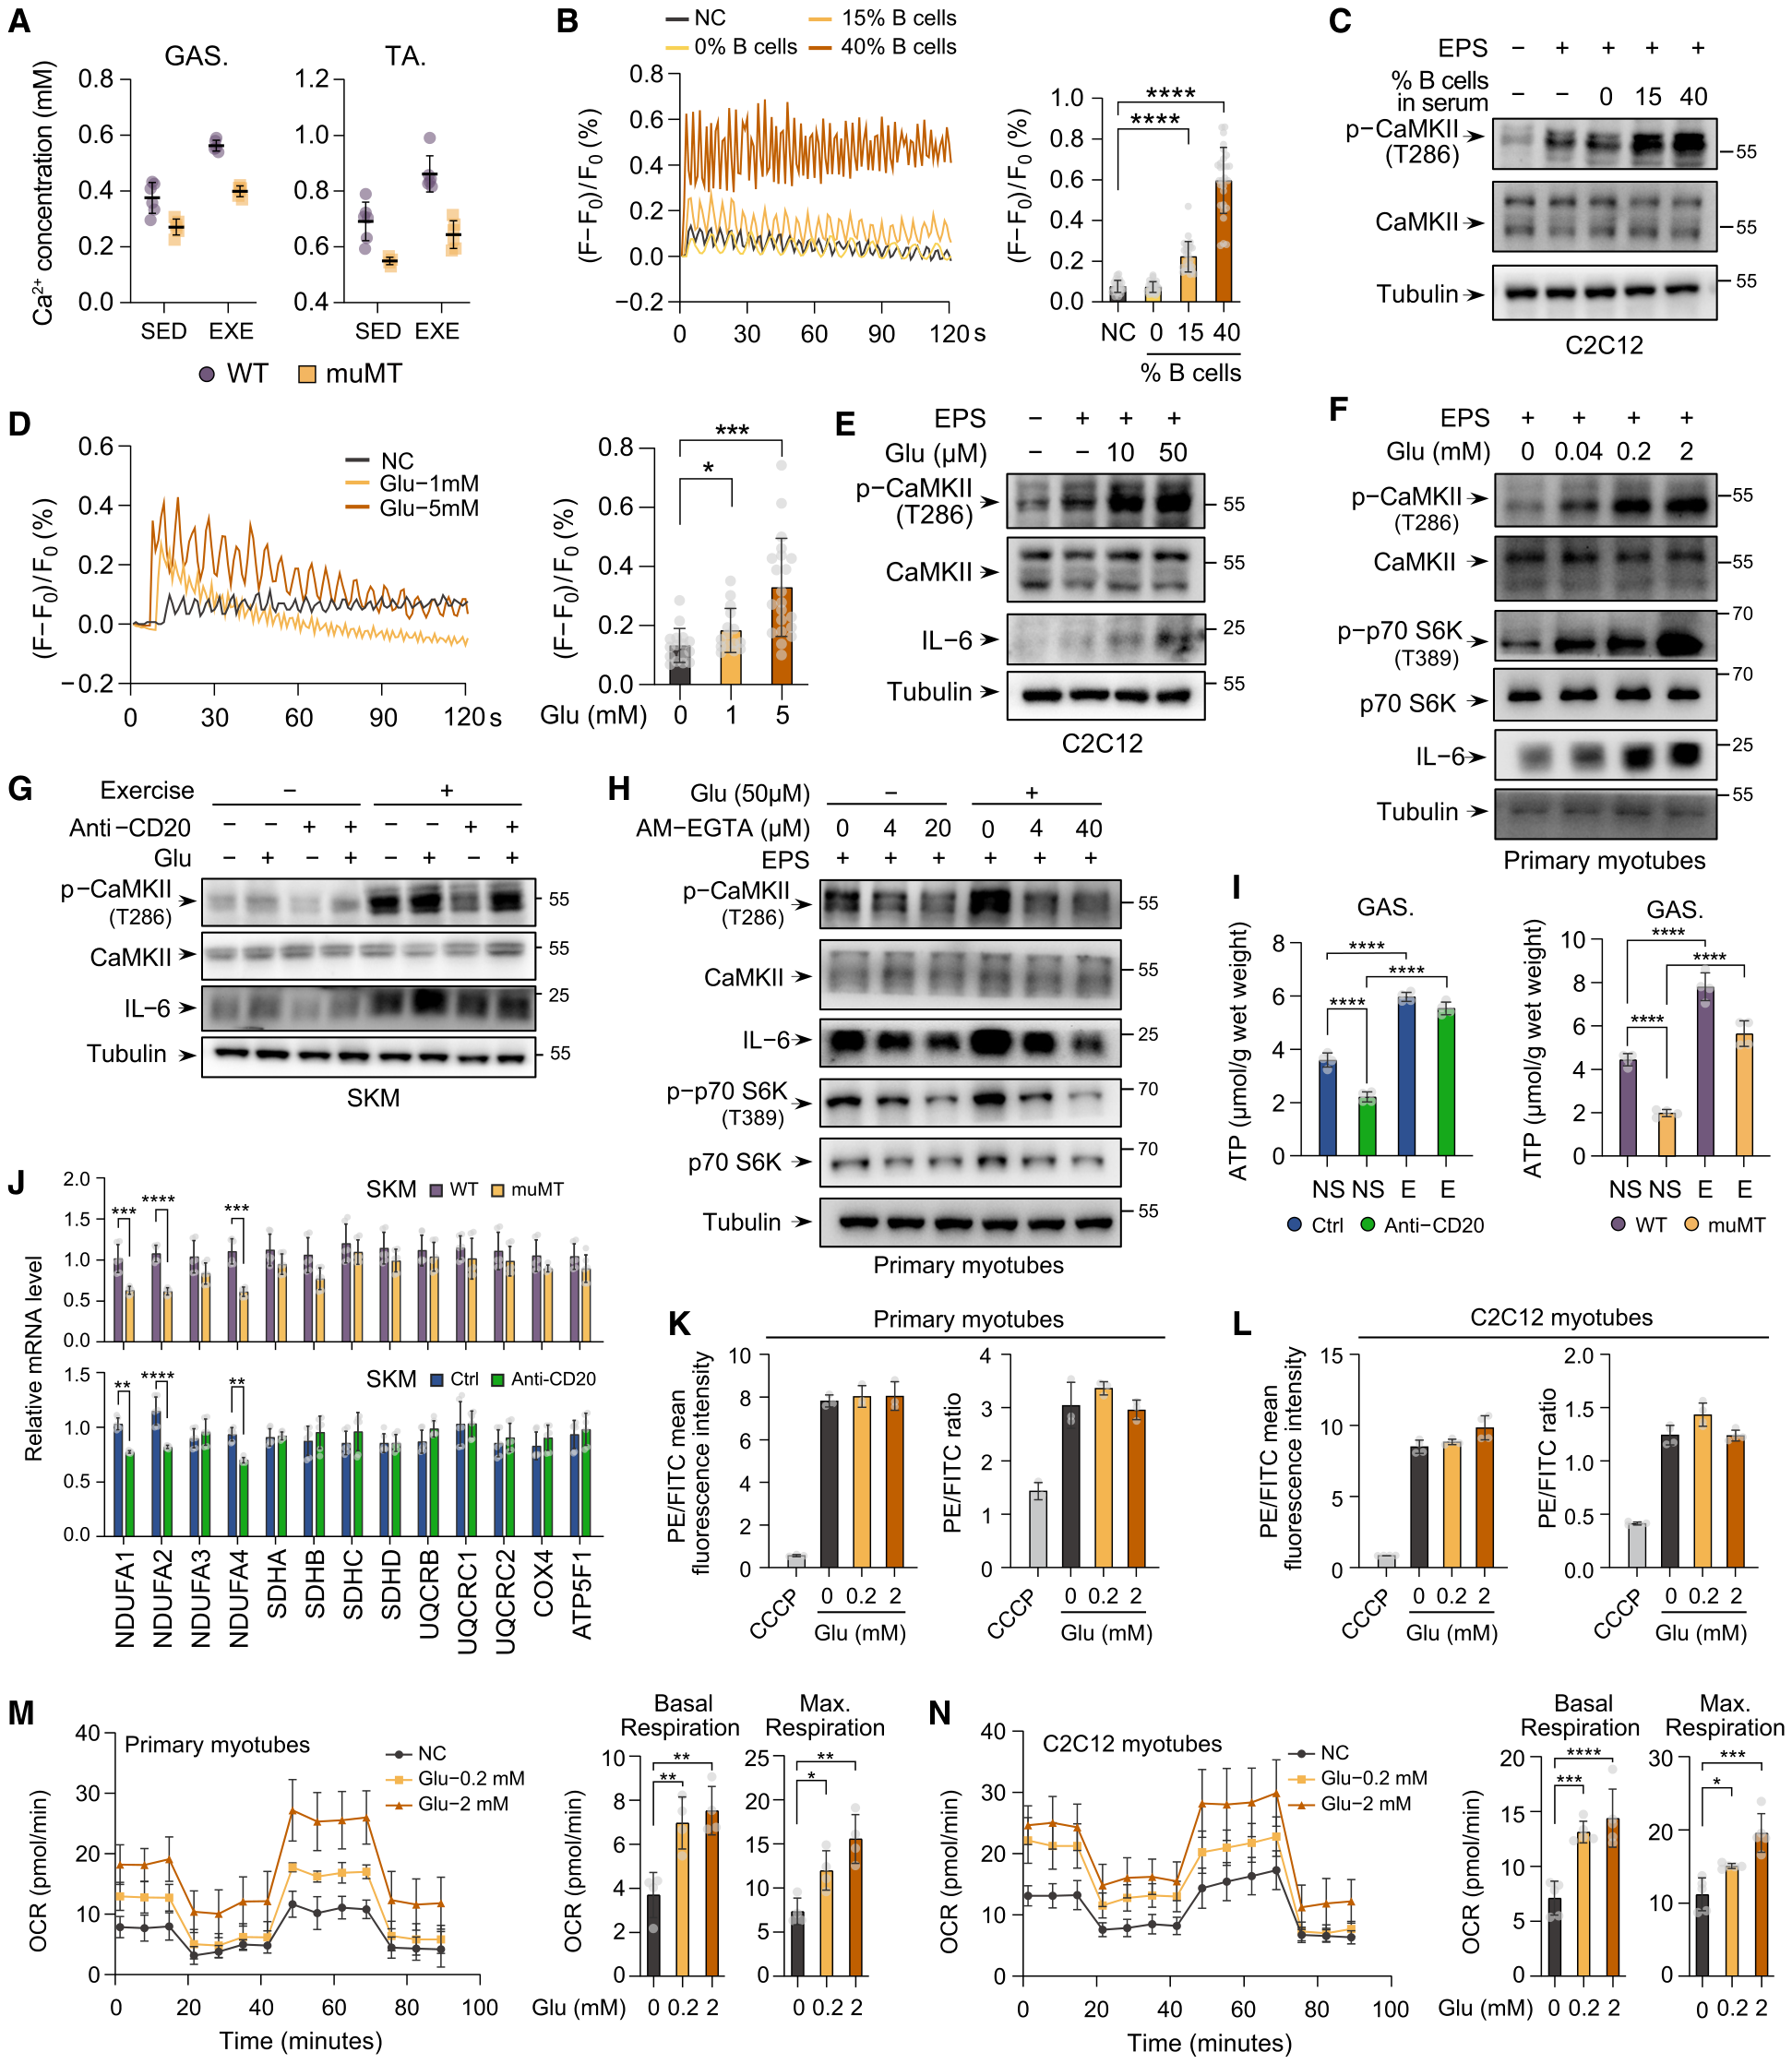 A
GAS.
TA.
Ca²⁺ concentration (mM)
0.8
0.6
0.4
0.2
0.0
1.2
1.0
0.8
0.6
0.4
SED EXE
SED EXE
WT muMT
B
NC 15% B cells
0% B cells 40% B cells
(F−F₀)/F₀ (%)
0.8
0.6
0.4
0.2
0.0
−0.2
0 30 60 90 120 s
(F−F₀)/F₀ (%)
1.0
0.8
0.6
0.4
0.2
0.0
****
****
NC 0 15 40
% B cells
C
EPS − + + + +
% B cells
in serum − − 0 15 40
p−CaMKII
(T286)
55
CaMKII
55
Tubulin
55
C2C12
D
NC
Glu−1mM
Glu−5mM
(F−F₀)/F₀ (%)
0.6
0.4
0.2
0.0
−0.2
0 30 60 90 120 s
(F−F₀)/F₀ (%)
0.8
0.6
0.4
0.2
0.0
***
*
Glu (mM) 0 1 5
E
EPS − + + +
Glu (μM) − − 10 50
p−CaMKII
(T286)
55
CaMKII
55
IL−6
25
Tubulin
55
C2C12
F
EPS + + + +
Glu (mM) 0 0.04 0.2 2
p−CaMKII
(T286)
55
CaMKII
55
p−p70 S6K
(T389)
70
p70 S6K
70
IL−6
25
Tubulin
55
Primary myotubes
G
Exercise − +
Anti−CD20 − − + + − − + +
Glu − + − + − + − +
p−CaMKII
(T286)
55
CaMKII
55
IL−6
25
Tubulin
55
SKM
H
Glu (50μM) − +
AM−EGTA (μM) 0 4 20 0 4 40
EPS + + + + + +
p−CaMKII
(T286)
55
CaMKII
55
IL−6
25
p−p70 S6K
(T389)
70
p70 S6K
70
Tubulin
55
Primary myotubes
I
GAS.
ATP (μmol/g wet weight)
8
6
4
2
0
****
****
****
NS NS E E
Ctrl Anti−CD20
GAS.
ATP (μmol/g wet weight)
10
8
6
4
2
0
****
****
****
NS NS E E
WT muMT
J
Relative mRNA level
SKM WT muMT
2.0
1.5
1.0
0.5
0.0
*** **** ***
SKM Ctrl Anti-CD20
1.5
1.0
0.5
0.0
** **** **
NDUFA1
NDUFA2
NDUFA3
NDUFA4
SDHA
SDHB
SDHC
SDHD
UQCRB
UQCRC1
UQCRC2
COX4
ATP5F1
K
Primary myotubes
PE/FITC mean
fluorescence intensity
10
8
6
4
2
0
CCCP 0 0.2 2
Glu (mM)
PE/FITC ratio
4
3
2
1
0
CCCP 0 0.2 2
Glu (mM)
L
C2C12 myotubes
PE/FITC mean
fluorescence intensity
15
10
5
0
CCCP 0 0.2 2
Glu (mM)
PE/FITC ratio
2.0
1.5
1.0
0.5
0.0
CCCP 0 0.2 2
Glu (mM)
M
Primary myotubes
NC
Glu−0.2 mM
Glu−2 mM
OCR (pmol/min)
40
30
20
10
0
0 20 40 60 80 100
Time (minutes)
Basal
Respiration
OCR (pmol/min)
10
8
6
4
2
0
**
**
Max.
Respiration
25
20
15
10
5
0
**
*
Glu (mM) 0 0.2 2 0 0.2 2
N
C2C12 myotubes
NC
Glu−0.2 mM
Glu−2 mM
OCR (pmol/min)
40
30
20
10
0
0 20 40 60 80 100
Time (minutes)
Basal
Respiration
OCR (pmol/min)
20
15
10
5
0
****
***
Max.
Respiration
30
20
10
0
***
*
Glu (mM) 0 0.2 2 0 0.2 2